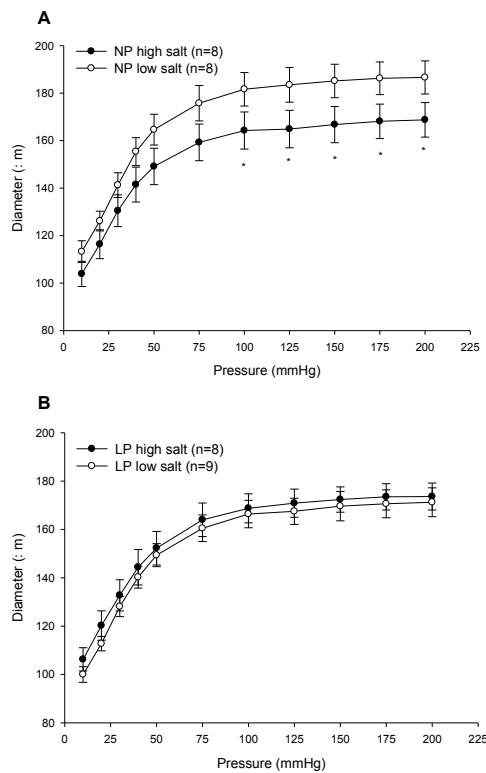 A
NP high salt (n=8)
NP low salt (n=8)
200
180
160
140
120
100
80
Diameter (: m)
* * * * *
0 25 50 75 100 125 150 175 200 225
Pressure (mmHg)
B
LP high salt (n=8)
LP low salt (n=9)
200
180
160
140
120
100
80
Diameter (: m)
0 25 50 75 100 125 150 175 200 225
Pressure (mmHg)